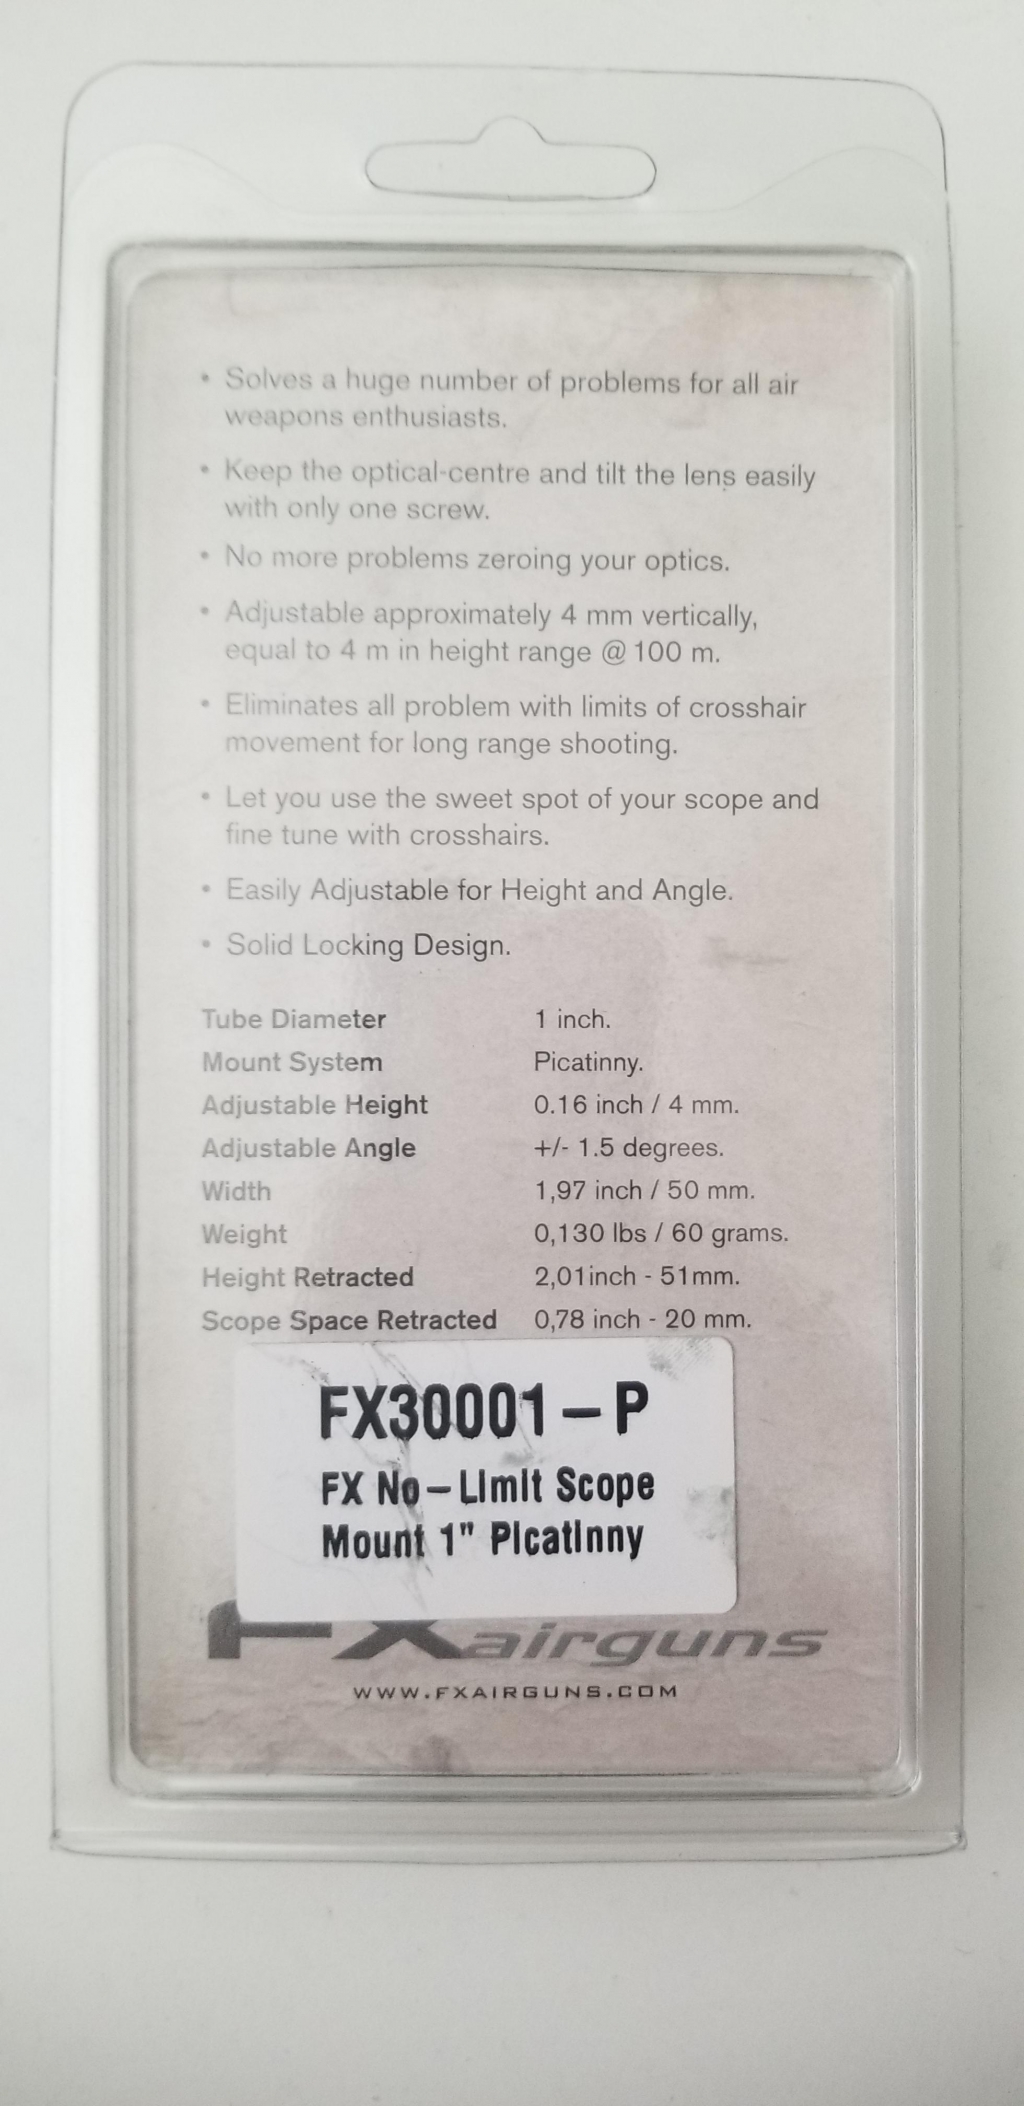 • Solves a huge number of problems for all air
weapons enthusiasts.
• Keep the optical-centre and tilt the lens easily
with only one screw.
• No more problems zeroing your optics.
• Adjustable approximately 4 mm vertically,
equal to 4 m in height range @ 100 m.
• Eliminates all problem with limits of crosshair
movement for long range shooting.
• Let you use the sweet spot of your scope and
fine tune with crosshairs.
• Easily Adjustable for Height and Angle.
• Solid Locking Design.
Tube Diameter 1 inch.
Mount System Picatinny.
Adjustable Height 0.16 inch / 4 mm.
Adjustable Angle +/- 1.5 degrees.
Width 1,97 inch / 50 mm.
Weight 0,130 lbs / 60 grams.
Height Retracted 2,01inch - 51mm.
Scope Space Retracted 0,78 inch - 20 mm.
FX30001-P
FX No-Limit Scope
Mount 1" Picatinny
FXairguns
WWW.FXAIRGUNS.COM